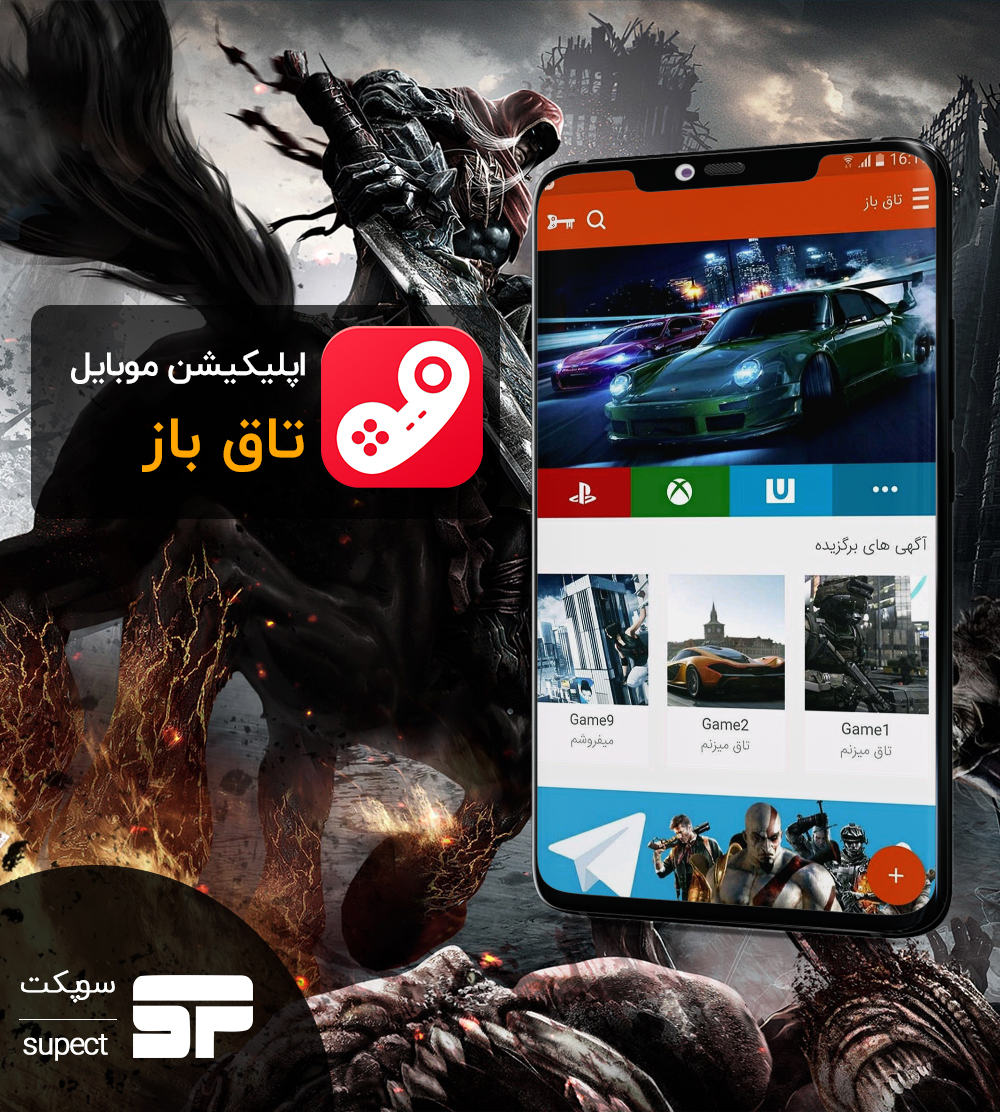 اپلیکیشن موبایل
تاق باز
16:1
تاق باز
آگهی های برگزیده
Game1
تاق میزنم
Game2
تاق میزنم
Game9
میفروشم
سوپکت
supect
SP